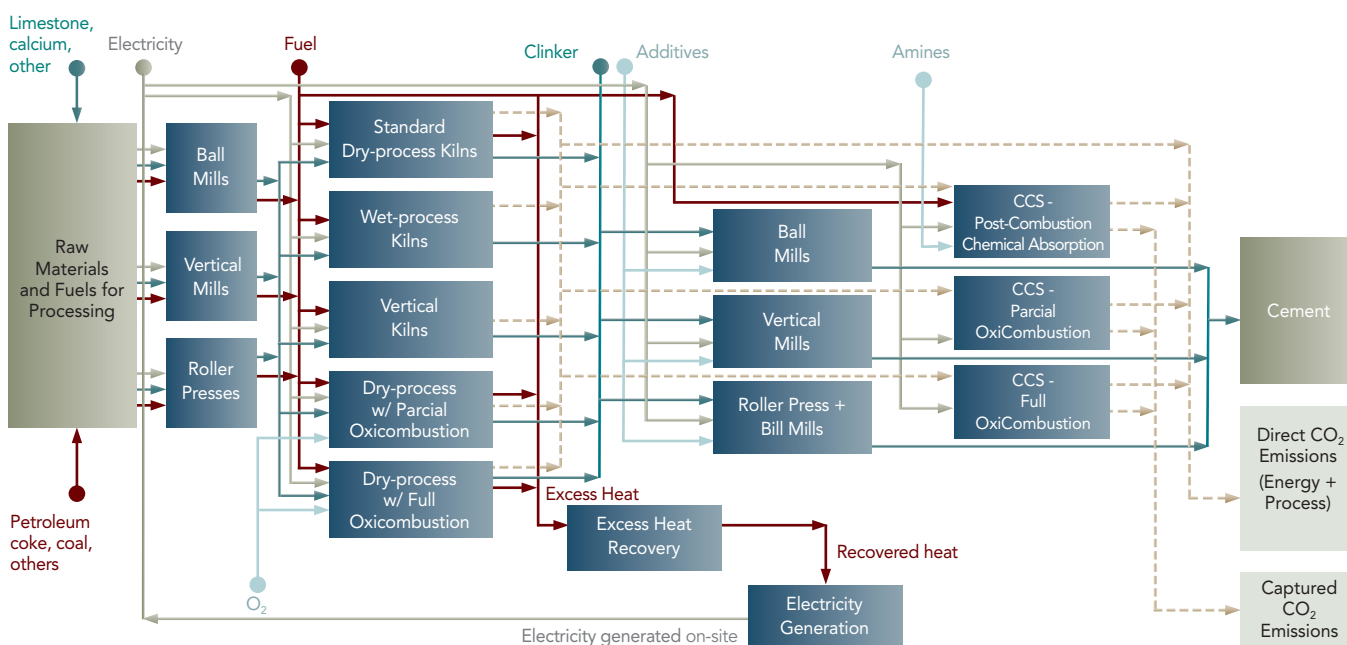 Limestone,
calcium,
other
Electricity
Fuel
Clinker
Additives
Amines
Raw
Materials
and Fuels for
Processing
Petroleum
coke, coal,
others
Ball
Mills
Vertical
Mills
Roller
Presses
O₂
Standard
Dry-process Kilns
Wet-process
Kilns
Vertical
Kilns
Dry-process
w/ Parcial
Oxicombustion
Dry-process
w/ Full
Oxicombustion
Excess Heat
Excess Heat
Recovery
Recovered heat
Electricity
Generation
Electricity generated on-site
Ball
Mills
Vertical
Mills
Roller Press +
Bill Mills
CCS -
Post-Combustion
Chemical Absorption
CCS -
Parcial
OxiCombustion
CCS -
Full
OxiCombustion
Cement
Direct CO₂
Emissions
(Energy +
Process)
Captured
CO₂
Emissions